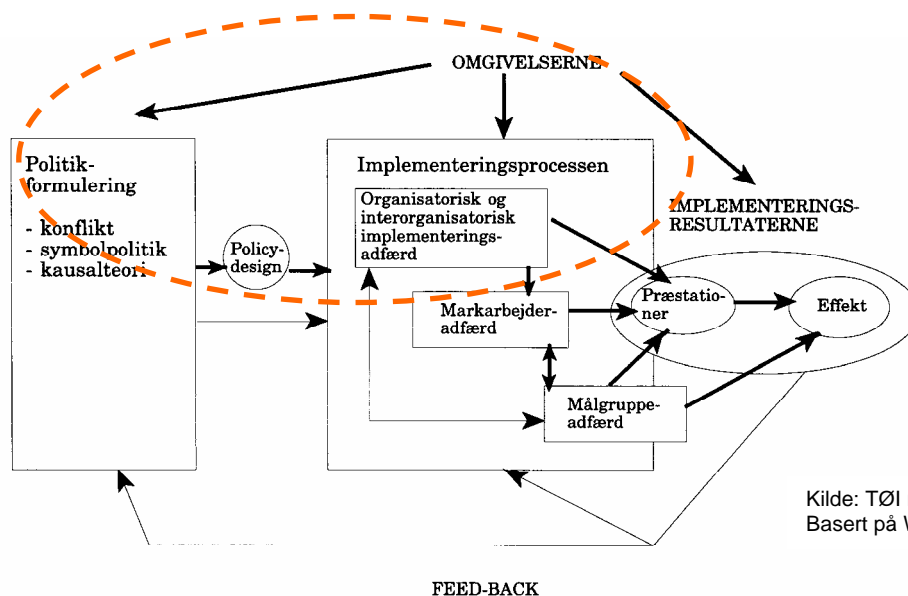 OMGIVELSERNE
Politik-
formulering
- konflikt
- symbolpolitik
- kausalteori
Policy-
design
Implementeringsprocessen
Organisatorisk og
interorganisatorisk
implementerings-
adfærd
Markarbejder-
adfærd
Målgruppe-
adfærd
IMPLEMENTERINGS-
RESULTATERNE
Præstatio-
ner
Effekt
Kilde: TØI
Basert på
FEED-BACK